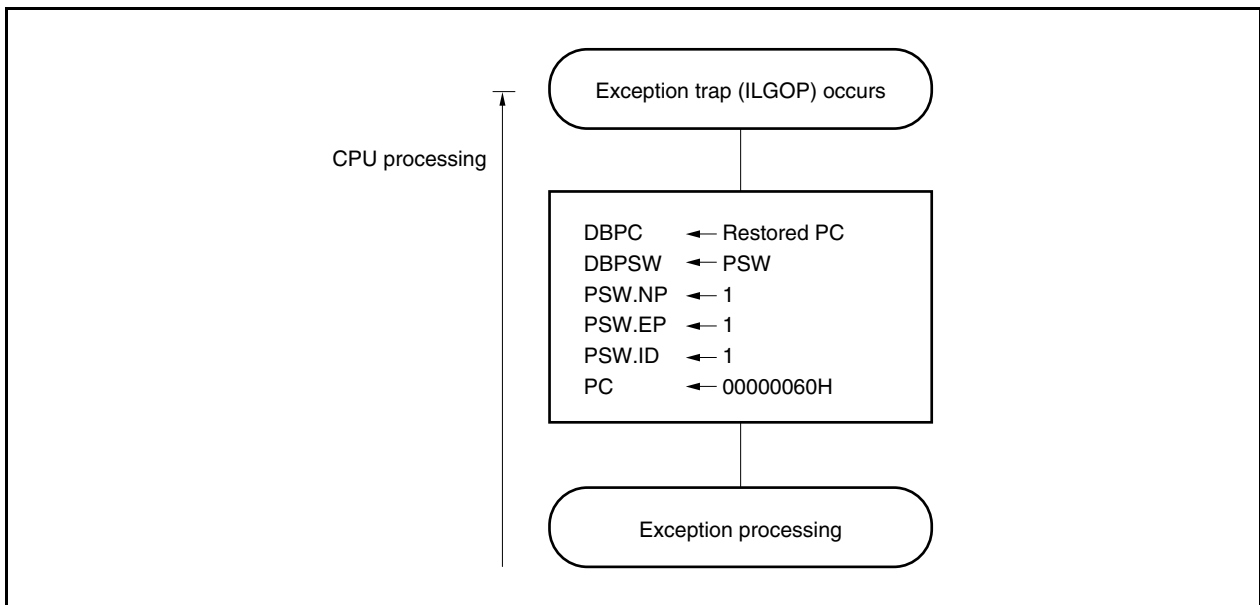 Exception trap (ILGOP) occurs
CPU processing
DBPC ← Restored PC
DBPSW ← PSW
PSW.NP ← 1
PSW.EP ← 1
PSW.ID ← 1
PC ← 00000060H
Exception processing